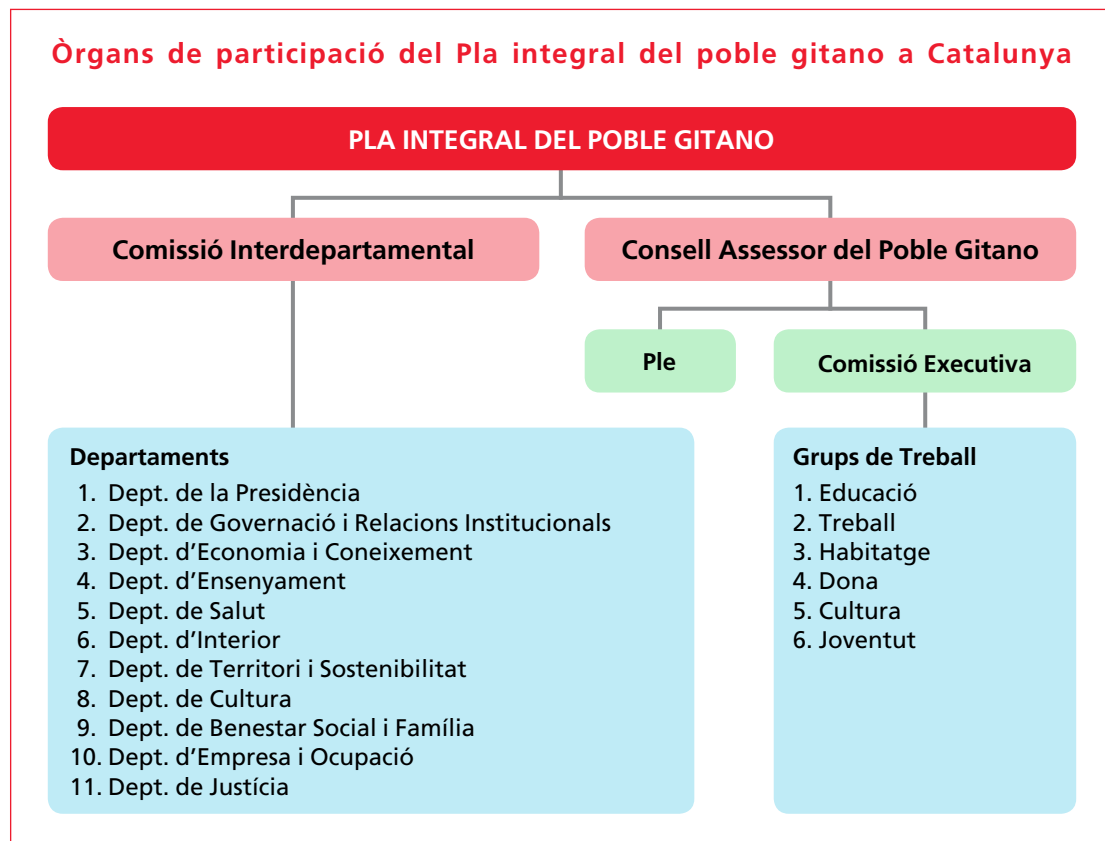 Òrgans de participació del Pla integral del poble gitano a Catalunya
PLA INTEGRAL DEL POBLE GITANO
Comissió Interdepartamental
Consell Assessor del Poble Gitano
Ple
Comissió Executiva
Departaments
1. Dept. de la Presidència
2. Dept. de Governació i Relacions Institucionals
3. Dept. d'Economia i Coneixement
4. Dept. d'Ensenyament
5. Dept. de Salut
6. Dept. d'Interior
7. Dept. de Territori i Sostenibilitat
8. Dept. de Cultura
9. Dept. de Benestar Social i Família
10. Dept. d'Empresa i Ocupació
11. Dept. de Justícia
Grups de Treball
1. Educació
2. Treball
3. Habitatge
4. Dona
5. Cultura
6. Joventut